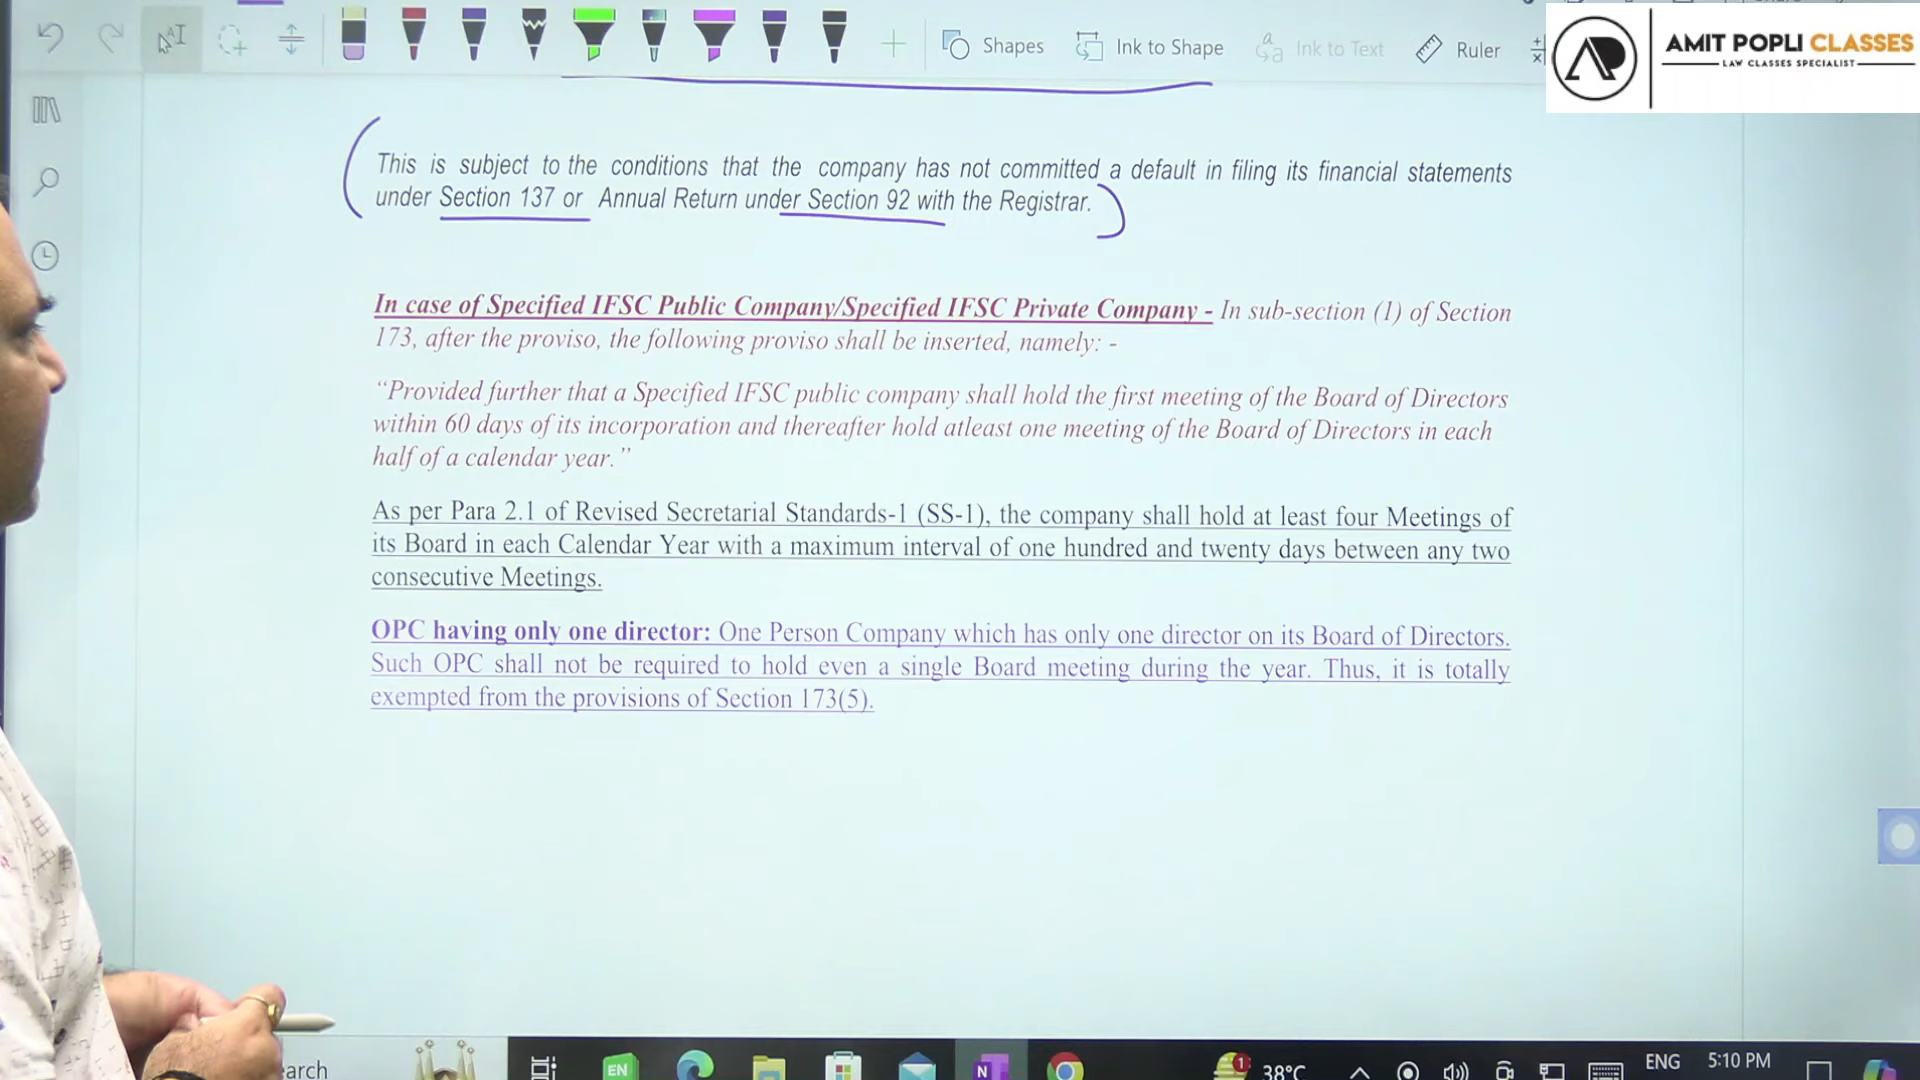 Shapes
Ink to Shape
Ink to Text
Ruler
AMIT POPLI CLASSES
LAW CLASSES SPECIALIST
This is subject to the conditions that the company has not committed a default in filing its financial statements
under Section 137 or Annual Return under Section 92 with the Registrar.
In case of Specified IFSC Public Company/Specified IFSC Private Company - In sub-section (1) of Section
173, after the proviso, the following proviso shall be inserted, namely: -
“Provided further that a Specified IFSC public company shall hold the first meeting of the Board of Directors
within 60 days of its incorporation and thereafter hold atleast one meeting of the Board of Directors in each
half of a calendar year.”
As per Para 2.1 of Revised Secretarial Standards-1 (SS-1), the company shall hold at least four Meetings of
its Board in each Calendar Year with a maximum interval of one hundred and twenty days between any two
consecutive Meetings.
OPC having only one director: One Person Company which has only one director on its Board of Directors.
Such OPC shall not be required to hold even a single Board meeting during the year. Thus, it is totally
exempted from the provisions of Section 173(5).
earch
EN
N
1
38°C
ENG
5:10 PM